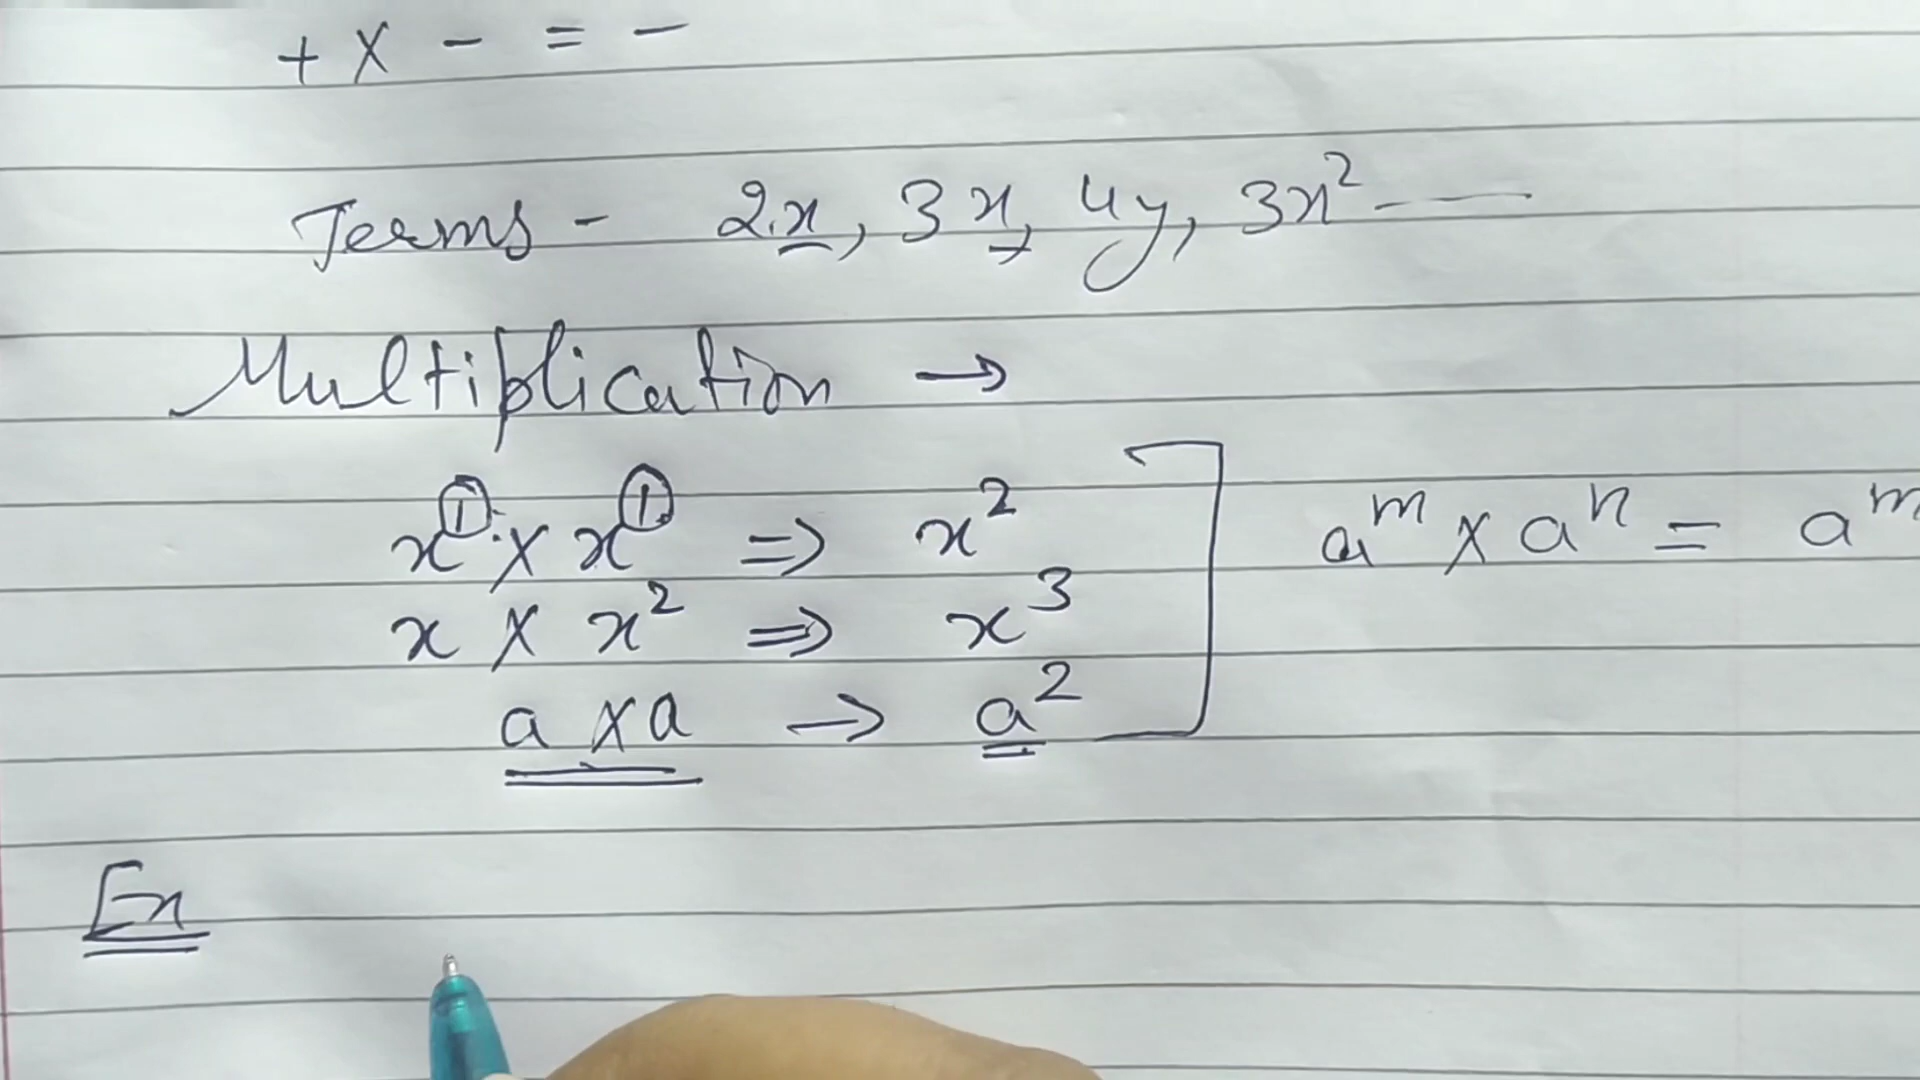 + × - = -
Terms - 2x, 3x, 4y, 3x² ----
Multiplication →
x¹ × x¹ ⇒ x²
aᵐ × aⁿ = aᵐ
x × x² ⇒ x³
a × a → a²
Ex